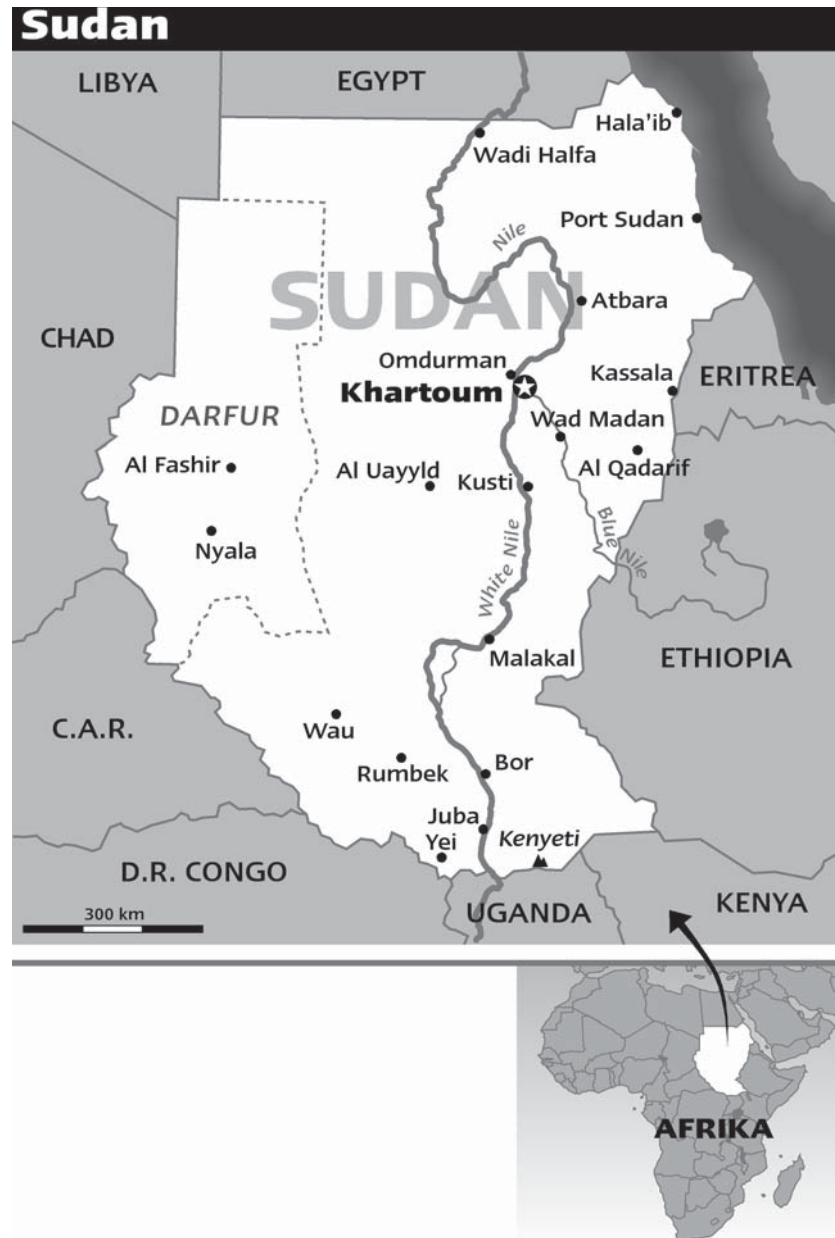 Sudan
LIBYA
EGYPT
Hala'ib
Wadi Halfa
Port Sudan
Nile
SUDAN
Atbara
CHAD
Omdurman
Kassala
ERITREA
Khartoum
DARFUR
Wad Madan
Al Fashir
Al Uayyld
Kusti
Al Qadarif
Nyala
Blue Nile
White Nile
Malakal
ETHIOPIA
C.A.R.
Wau
Rumbek
Bor
Juba
Yei
Kenyeti
D.R. CONGO
UGANDA
KENYA
300 km
AFRIKA